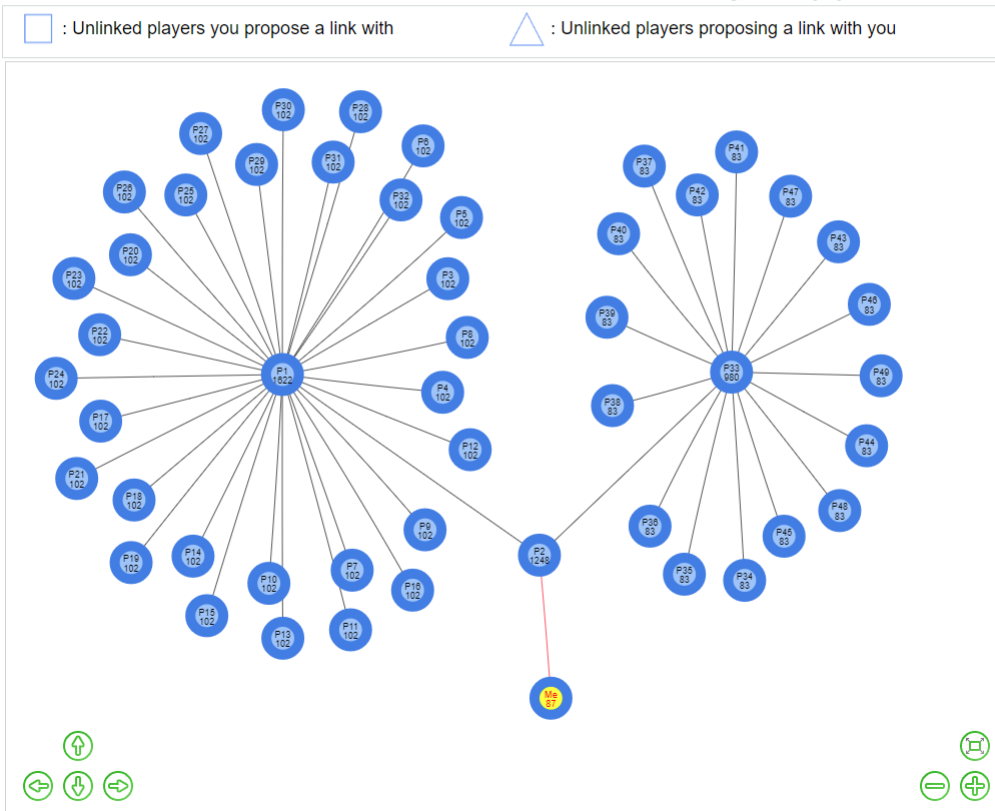 : Unlinked players you propose a link with
: Unlinked players proposing a link with you
P30
102
P28
102
P27
102
P6
102
P29
102
P31
102
P26
102
P25
102
P32
102
P5
102
P20
102
P23
102
P3
102
P22
102
P8
102
P24
102
P1
1622
P4
102
P17
102
P12
102
P21
102
P18
102
P9
102
P19
102
P14
102
P10
102
P7
102
P16
102
P15
102
P13
102
P11
102
P2
1248
Me
87
P41
83
P37
83
P42
83
P47
83
P40
83
P43
83
P46
83
P39
83
P33
980
P49
83
P38
83
P44
83
P48
83
P36
83
P45
83
P35
83
P34
83